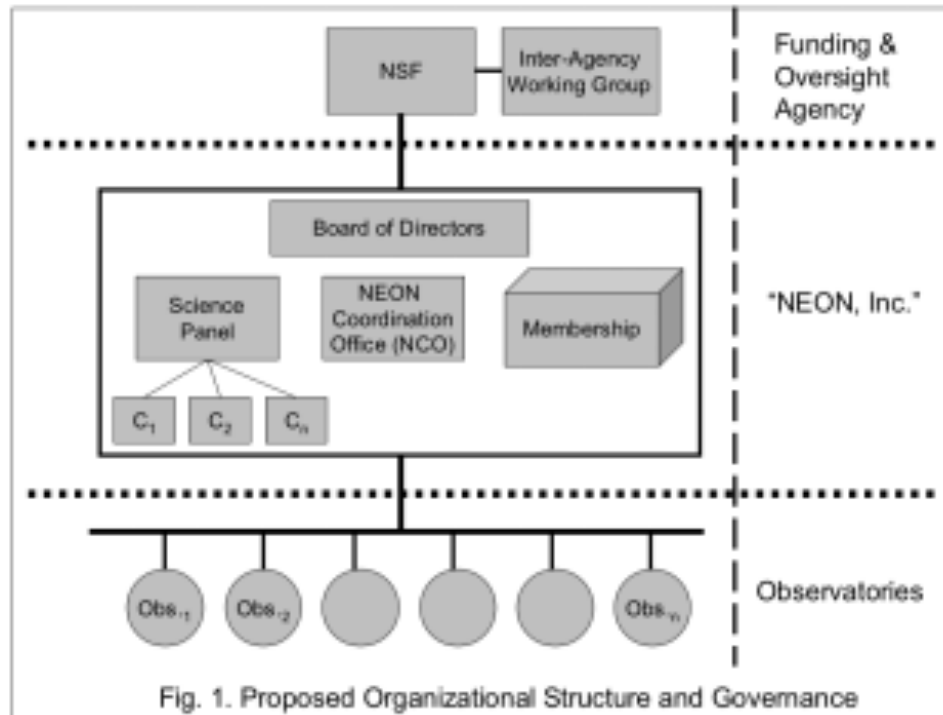 NSF
Inter-Agency
Working Group
Funding &
Oversight
Agency
Board of Directors
Science
Panel
NEON
Coordination
Office (NCO)
Membership
"NEON, Inc."
C1
C2
Cn
Obs.'1
Obs.'2
Obs.'n
Observatories
Fig. 1. Proposed Organizational Structure and Governance